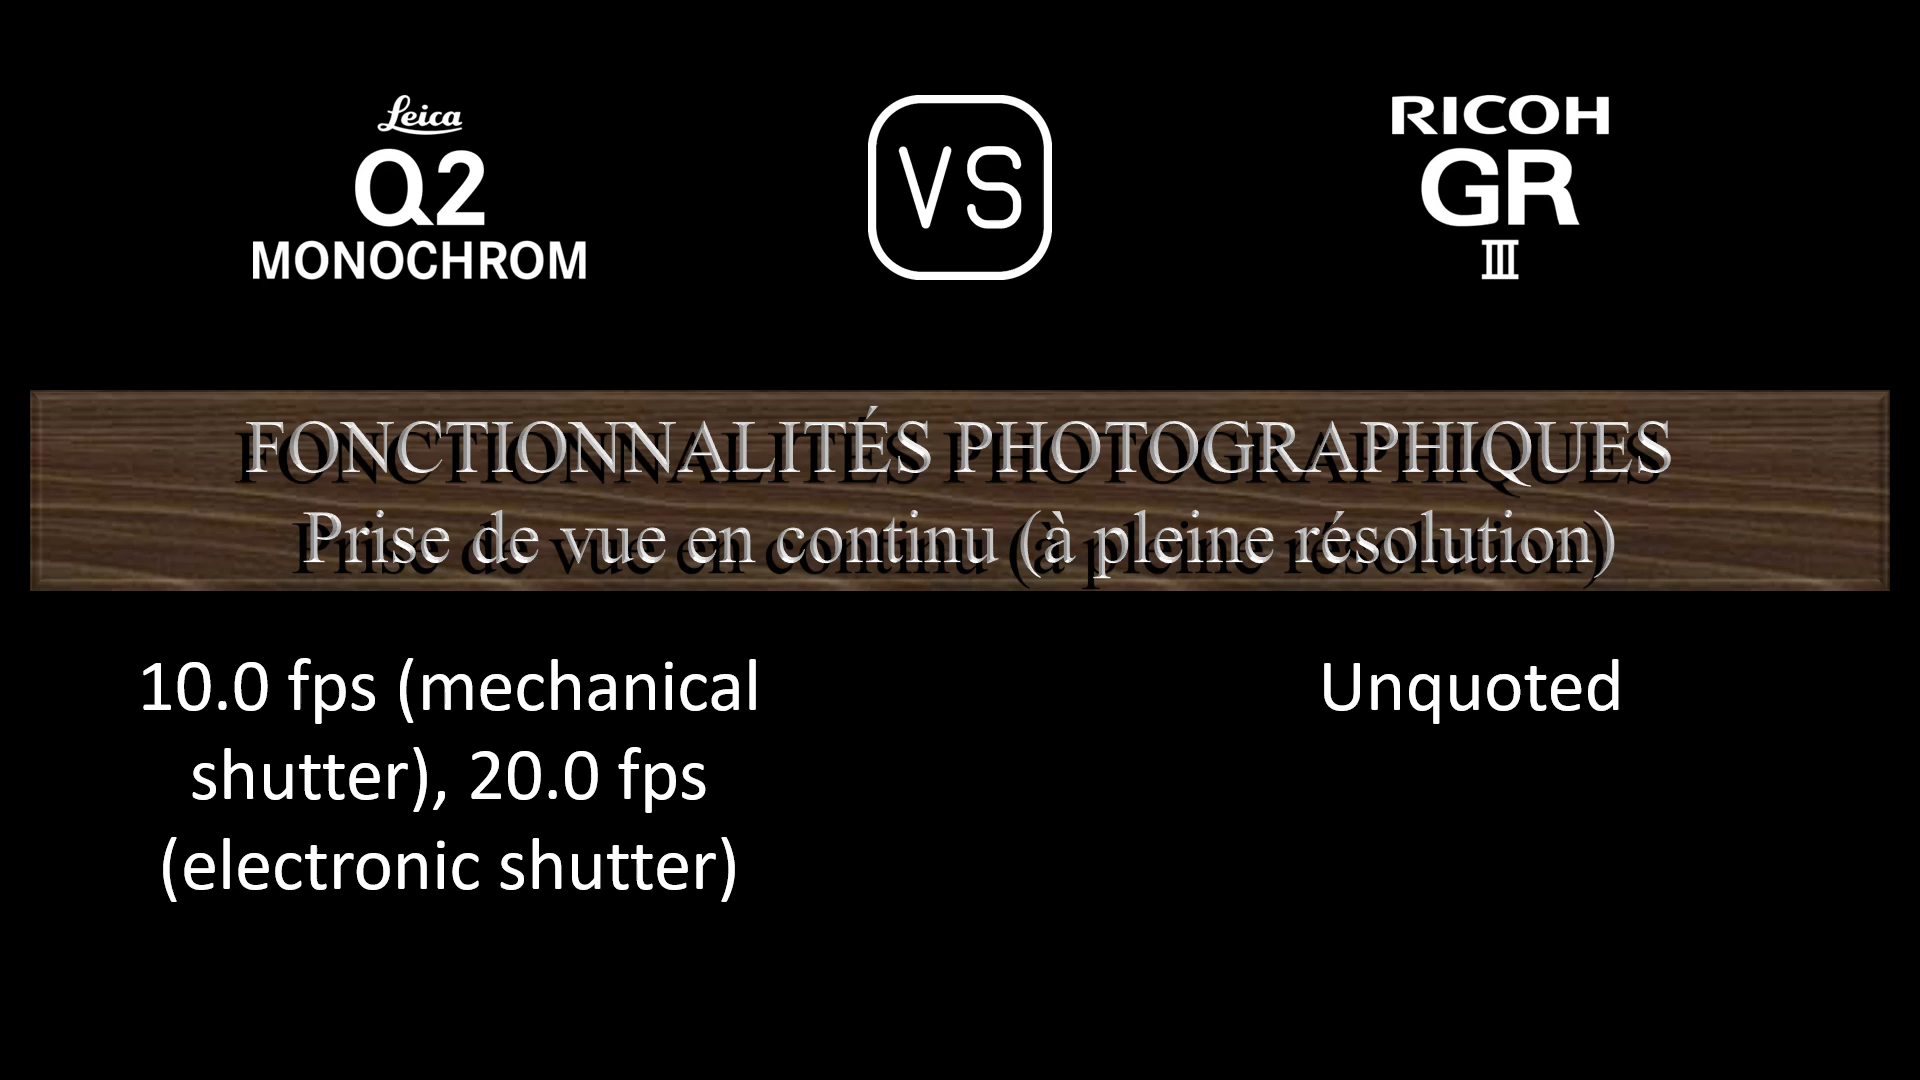 Leica
Q2
MONOCHROM
VS
RICOH
GR
III
FONCTIONNALITÉS PHOTOGRAPHIQUES
Prise de vue en continu (à pleine résolution)
10.0 fps (mechanical
shutter), 20.0 fps
(electronic shutter)
Unquoted